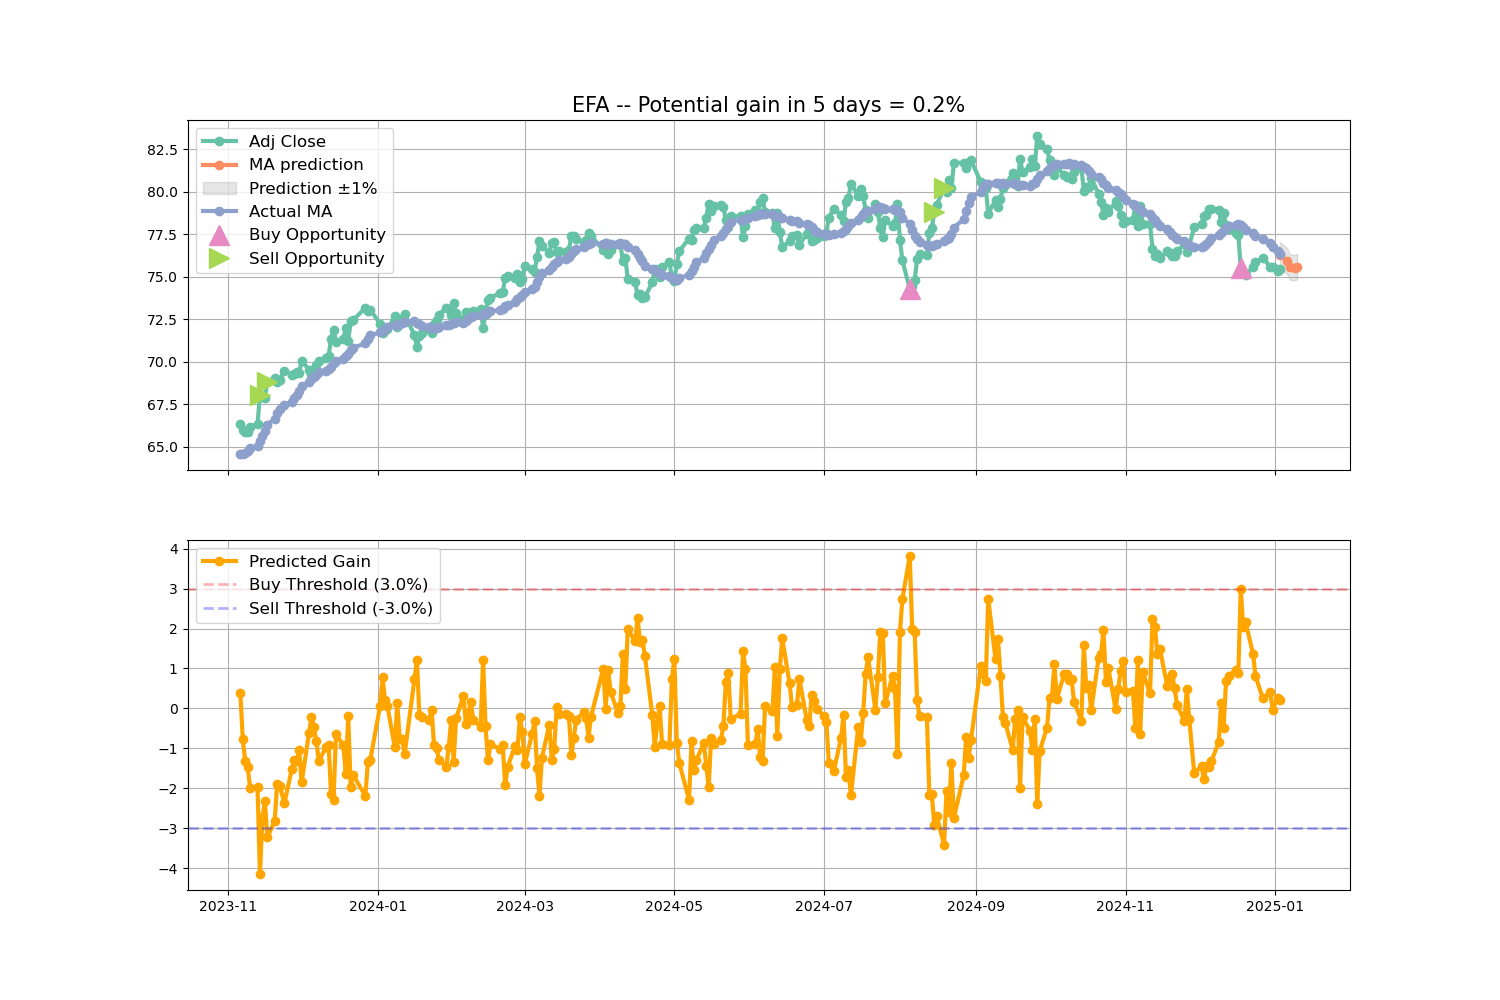 EFA -- Potential gain in 5 days = 0.2%
Adj Close
MA prediction
Prediction ±1%
Actual MA
Buy Opportunity
Sell Opportunity
82.5
80.0
77.5
75.0
72.5
70.0
67.5
65.0
Predicted Gain
Buy Threshold (3.0%)
Sell Threshold (-3.0%)
4
3
2
1
0
−1
−2
−3
−4
2023-11 2024-01 2024-03 2024-05 2024-07 2024-09 2024-11 2025-01